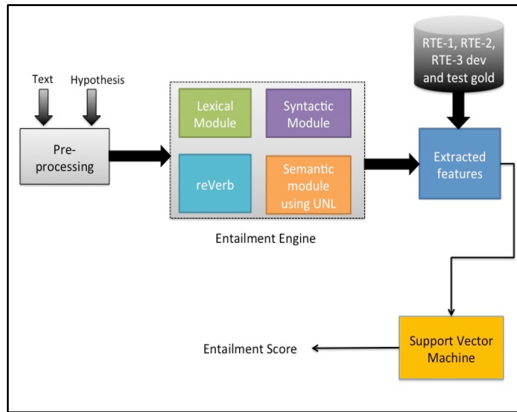 RTE-1, RTE-2,
RTE-3 dev
and test gold
Text
Hypothesis
Lexical
Module
Syntactic
Module
Pre-
processing
reVerb
Semantic
module
using UNL
Extracted
features
Entailment Engine
Support Vector
Machine
Entailment Score